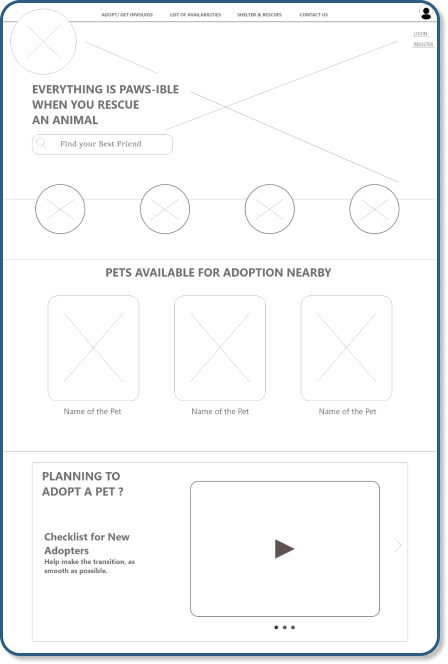 ADOPT/ GET INVOLVED
LIST OF AVAILABILITIES
SHELTER & RESCUES
CONTACT US
LOGIN
REGISTER
EVERYTHING IS PAWS-IBLE
WHEN YOU RESCUE
AN ANIMAL
Find your Best Friend
PETS AVAILABLE FOR ADOPTION NEARBY
Name of the Pet
Name of the Pet
Name of the Pet
PLANNING TO
ADOPT A PET ?
Checklist for New
Adopters
Help make the transition, as
smooth as possible.